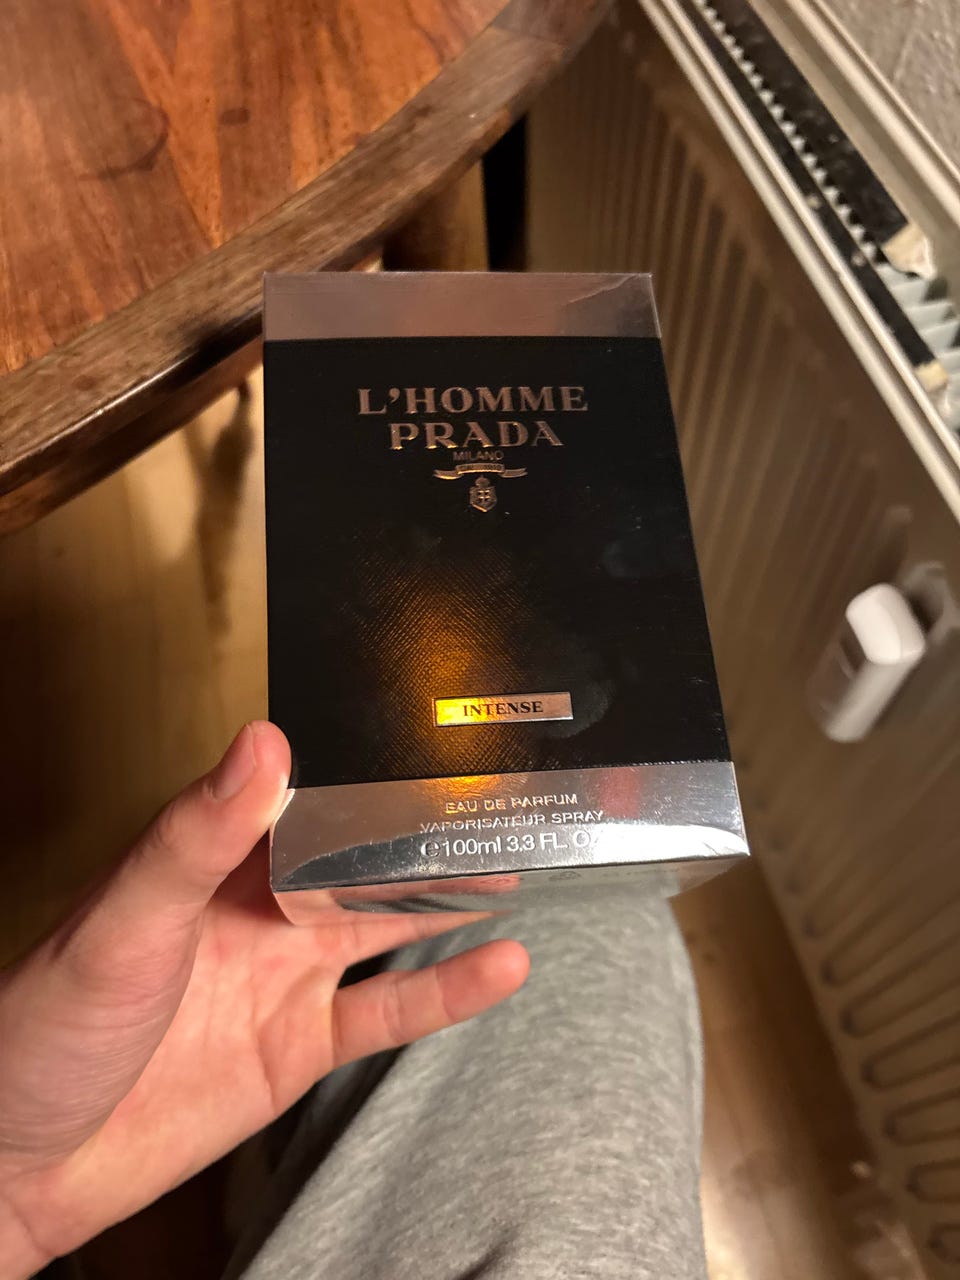 L'HOMME
PRADA
MILANO
INTENSE
EAU DE PARFUM
VAPORISATEUR SPRAY
℮100ml 3.3 FL.